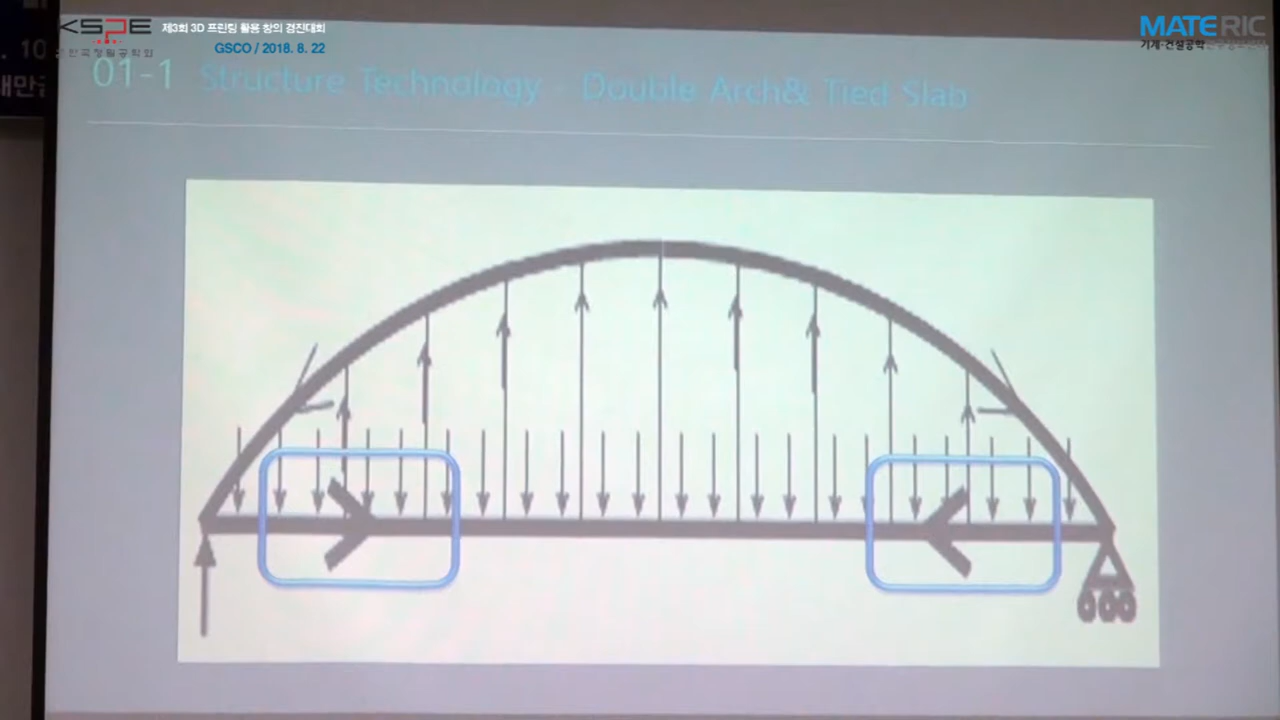 KSPE
제3회 3D 프린팅 활용 창의 경진대회
GSCO / 2018. 8. 22
MATERIC
기계·건설공학
. 10
01-1 Structure Technology - Double Arch& Tied Slab